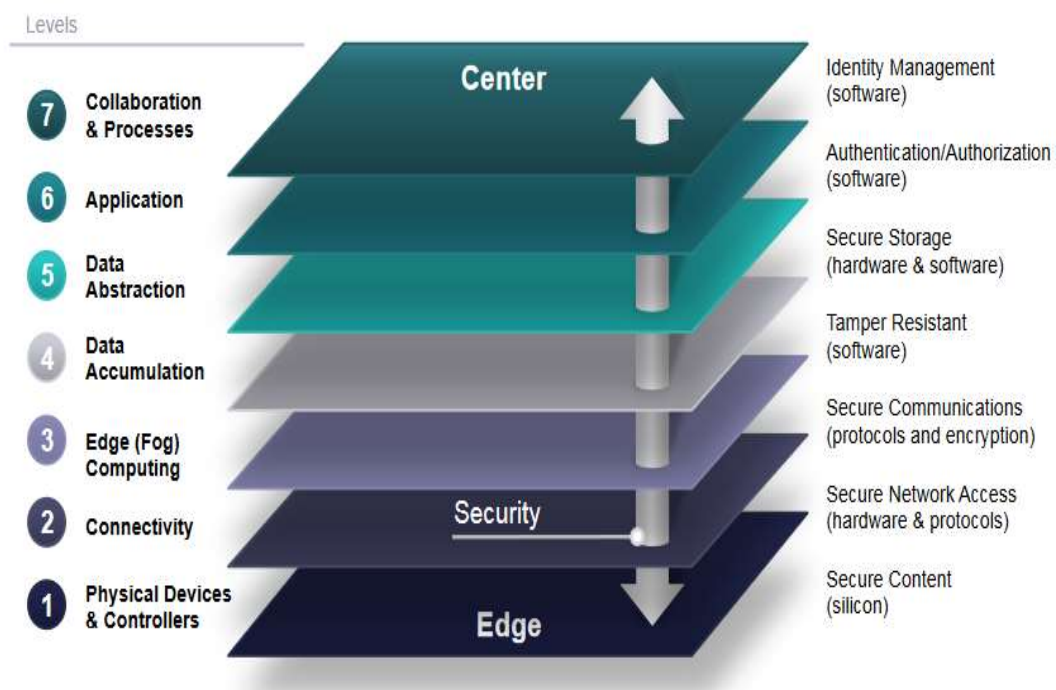 Levels
Center
Identity Management
(software)
7
Collaboration
& Processes
Authentication/Authorization
(software)
6
Application
Secure Storage
(hardware & software)
5
Data
Abstraction
Tamper Resistant
(software)
4
Data
Accumulation
Secure Communications
(protocols and encryption)
3
Edge (Fog)
Computing
Secure Network Access
(hardware & protocols)
2
Connectivity
Security
Secure Content
(silicon)
1
Physical Devices
& Controllers
Edge